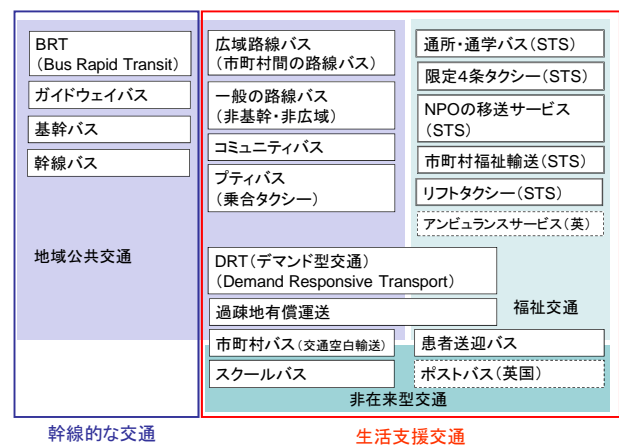 BRT
(Bus Rapid Transit)
ガイドウェイバス
基幹バス
幹線バス
地域公共交通
広域路線バス
(市町村間の路線バス)
一般の路線バス
(非基幹・非広域)
コミュニティバス
プティバス
(乗合タクシー)
通所・通学バス(STS)
限定4条タクシー(STS)
NPOの移送サービス
(STS)
市町村福祉輸送(STS)
リフトタクシー(STS)
アンビュランスサービス(英)
DRT(デマンド型交通)
(Demand Responsive Transport)
過疎地有償運送
福祉交通
市町村バス(交通空白輸送)
患者送迎バス
スクールバス
ポストバス(英国)
非在来型交通
幹線的な交通
生活支援交通